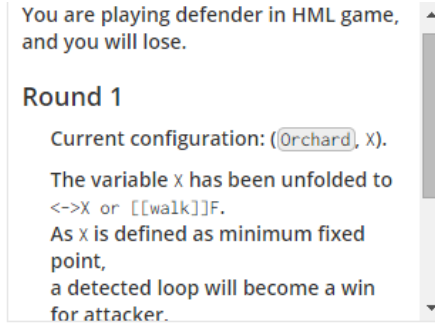 You are playing defender in HML game,
and you will lose.
Round 1
Current configuration: (Orchard, X).
The variable X has been unfolded to
<->X or [[walk]]F.
As X is defined as minimum fixed
point,
a detected loop will become a win
for attacker.